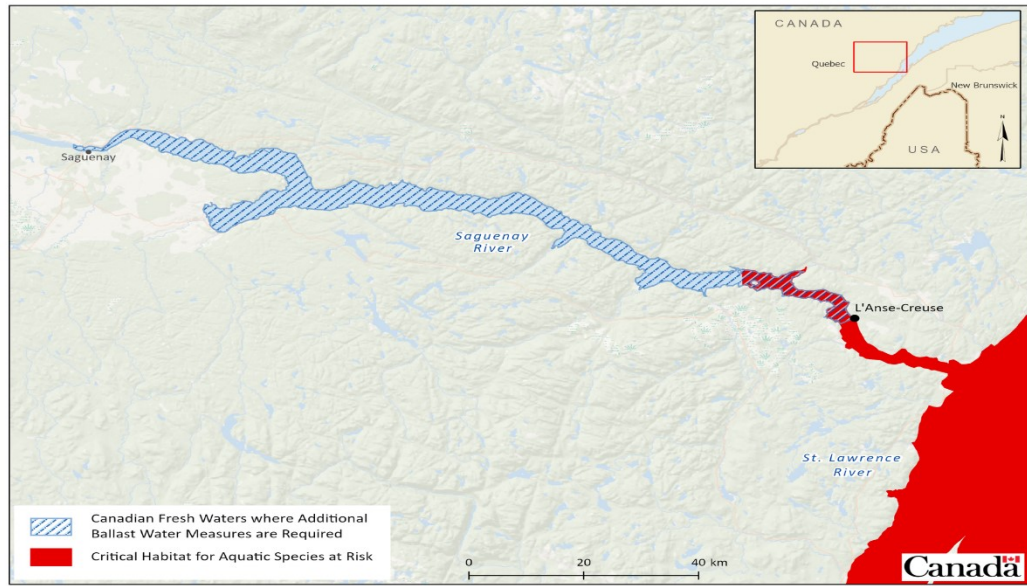 CANADA
Quebec
New Brunswick
USA
N
Saguenay
Saguenay
River
L'Anse-Creuse
St. Lawrence
River
Canadian Fresh Waters where Additional
Ballast Water Measures are Required
Critical Habitat for Aquatic Species at Risk
0 20 40 km
Canada